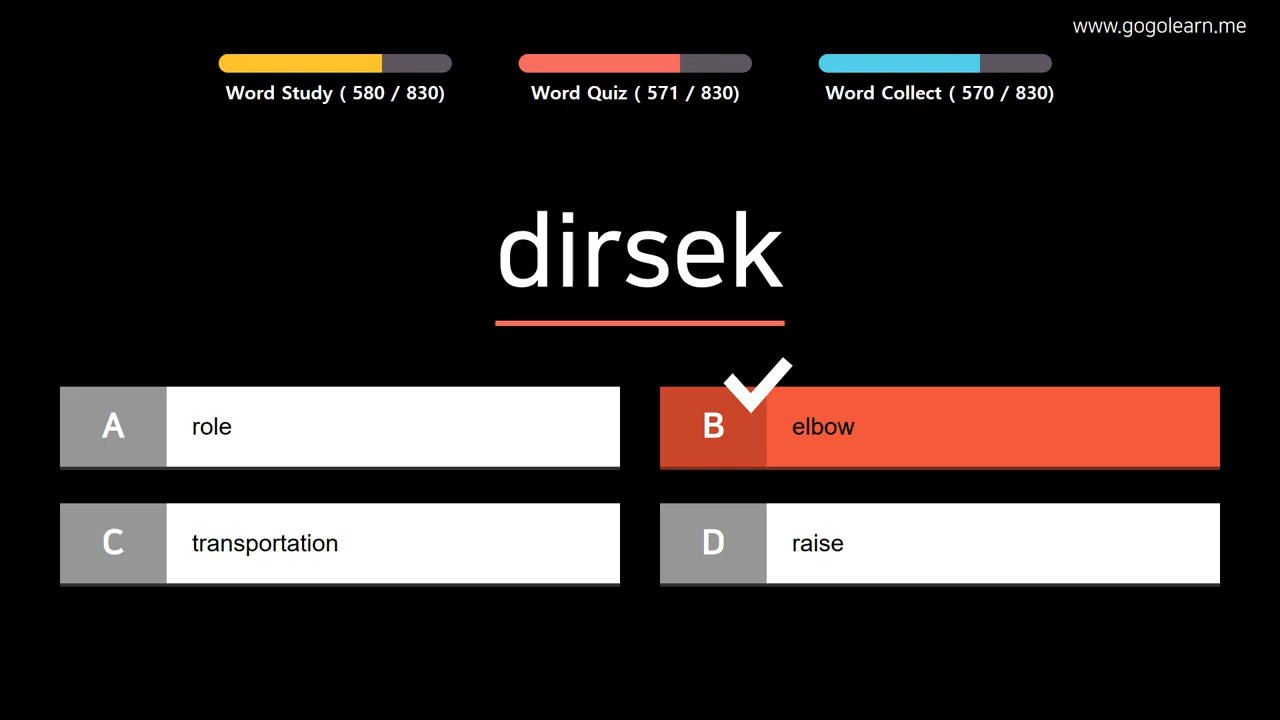 www.gogolearn.me
Word Study ( 580 / 830)
Word Quiz ( 571 / 830)
Word Collect ( 570 / 830)
dirsek
A role
B elbow
C transportation
D raise